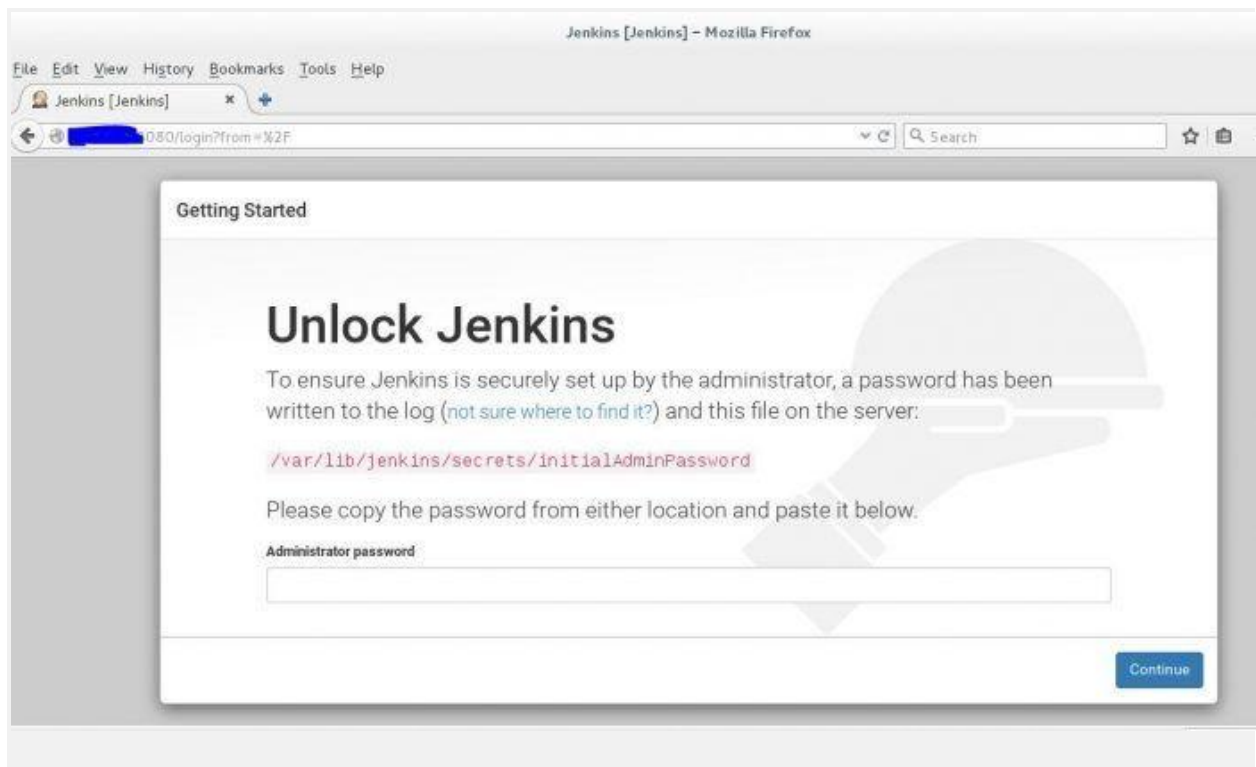 Jenkins [Jenkins] – Mozilla Firefox
File Edit View History Bookmarks Tools Help
Jenkins [Jenkins]
080/login?from=%2F
Search
Getting Started
Unlock Jenkins
To ensure Jenkins is securely set up by the administrator, a password has been
written to the log (not sure where to find it?) and this file on the server:
/var/lib/jenkins/secrets/initialAdminPassword
Please copy the password from either location and paste it below.
Administrator password
Continue